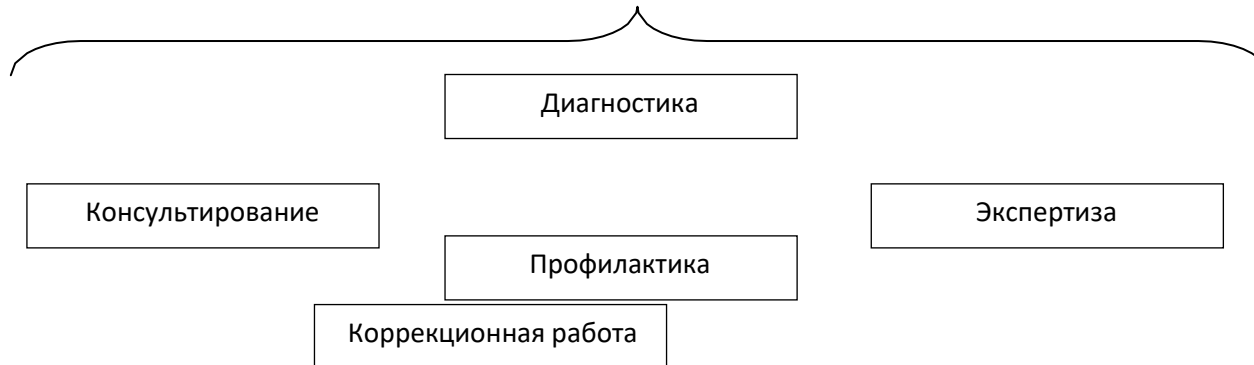 Диагностика
Консультирование
Экспертиза
Профилактика
Коррекционная работа